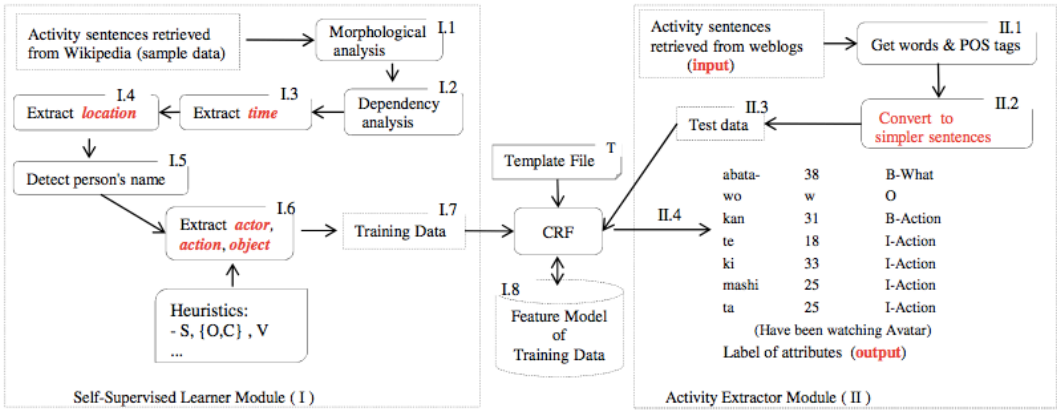 Activity sentences retrieved
from Wikipedia (sample data)
I.1
Morphological
analysis
I.2
Dependency
analysis
I.3
Extract time
I.4
Extract location
I.5
Detect person's name
I.6
Extract actor,
action, object
Heuristics:
- S, {O,C} , V
...
I.7
Training Data
Self-Supervised Learner Module ( I )
T
Template File
CRF
I.8
Feature Model
of
Training Data
Activity sentences
retrieved from weblogs
(input)
II.1
Get words & POS tags
II.2
Convert to
simpler sentences
II.3
Test data
II.4
abata- 38 B-What
wo w O
kan 31 B-Action
te 18 I-Action
ki 33 I-Action
mashi 25 I-Action
ta 25 I-Action
(Have been watching Avatar)
Label of attributes (output)
Activity Extractor Module ( II )